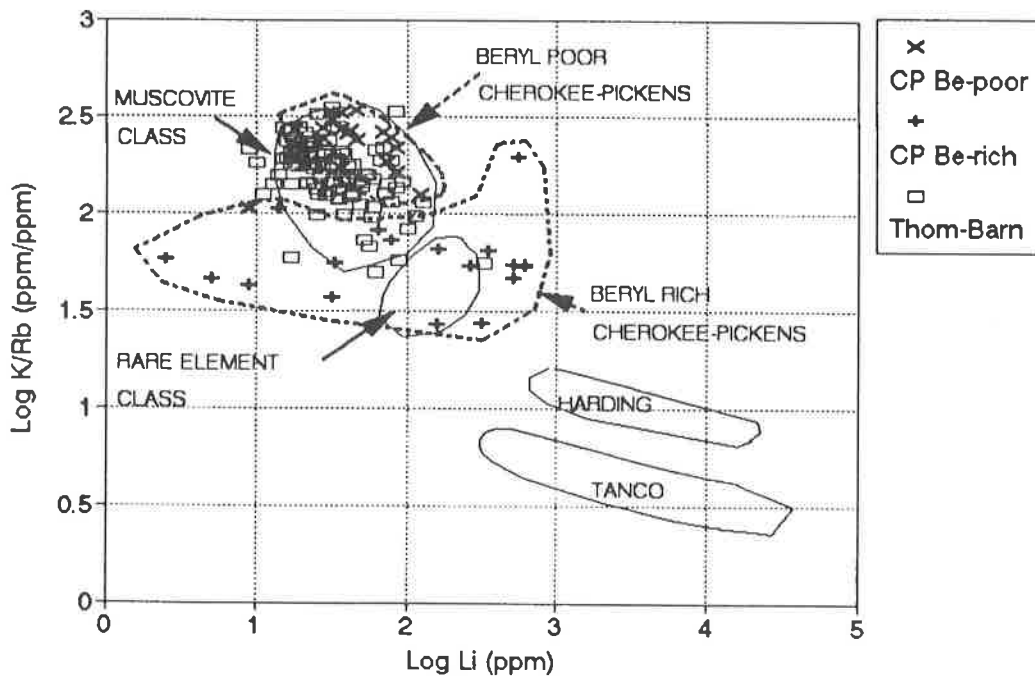 3
2.5
2
1.5
1
0.5
0
0
1
2
3
4
5
Log K/Rb (ppm/ppm)
Log Li (ppm)
MUSCOVITE
CLASS
BERYL POOR
CHEROKEE-PICKENS
BERYL RICH
CHEROKEE-PICKENS
RARE ELEMENT
CLASS
HARDING
TANCO
CP Be-poor
CP Be-rich
Thom-Barn